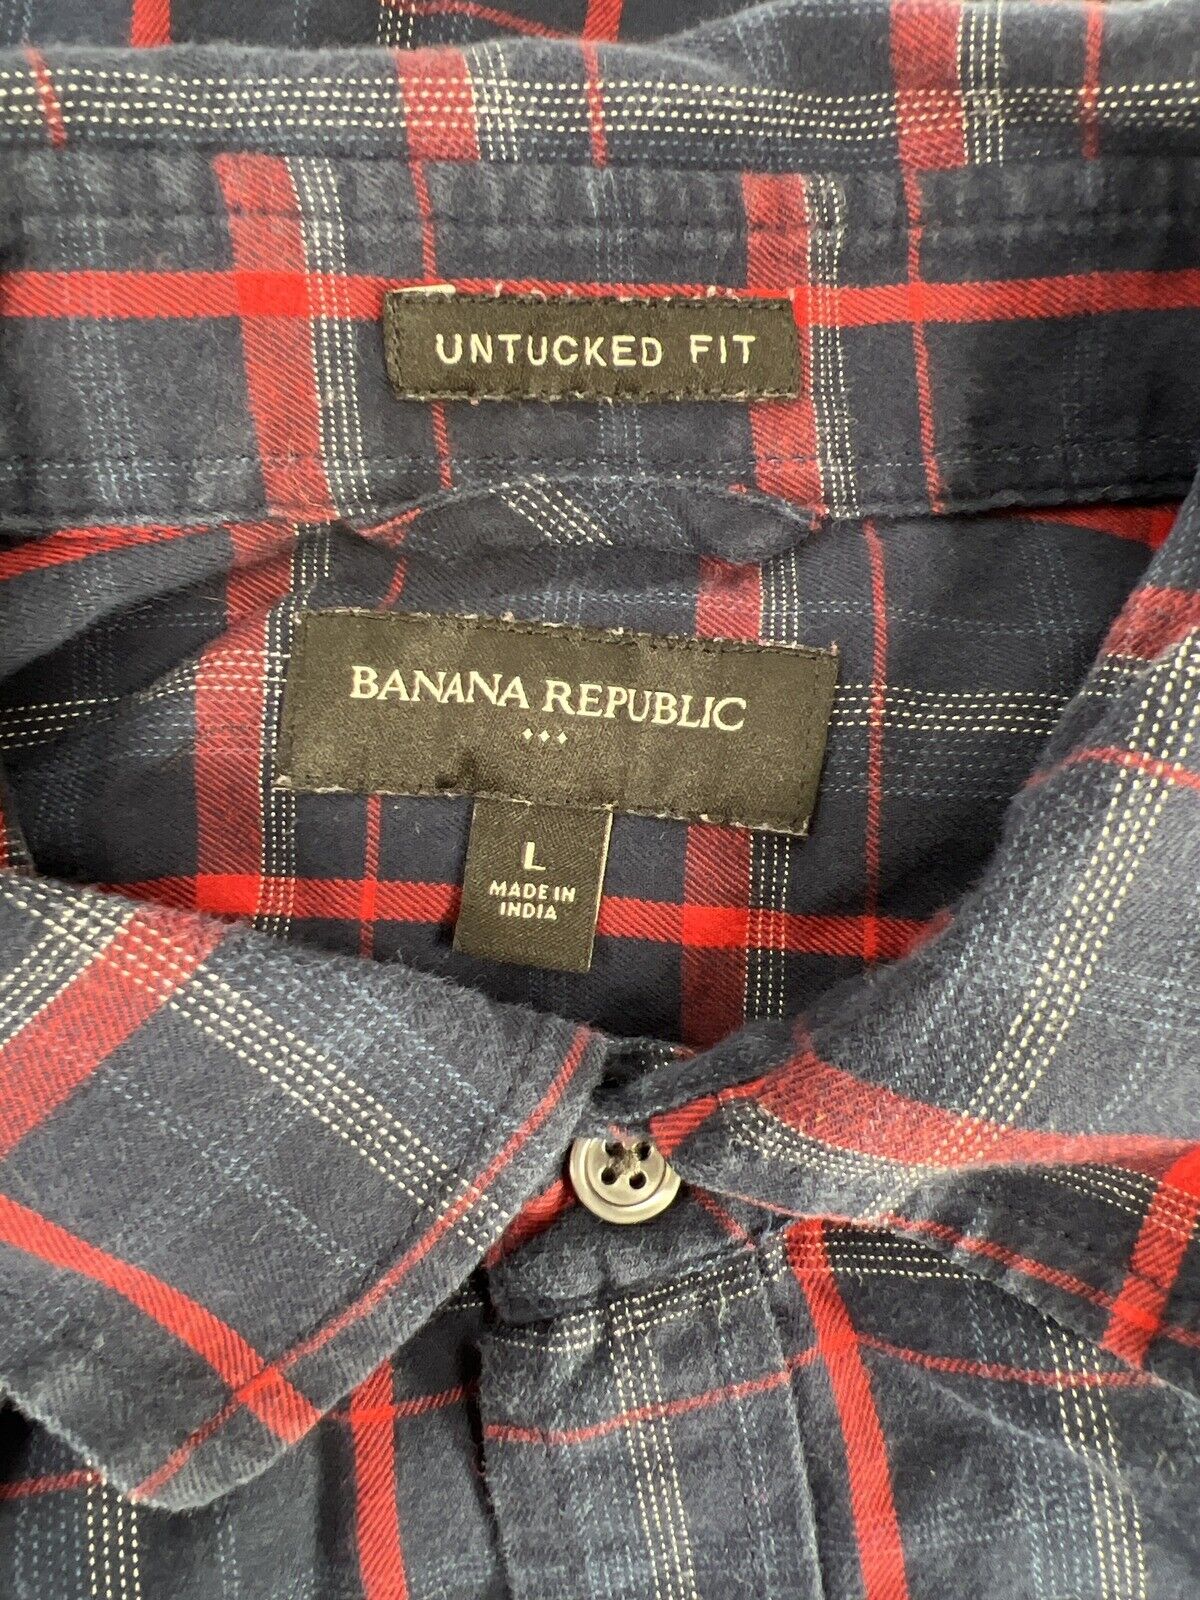 UNTUCKED FIT
BANANA REPUBLIC
L
MADE IN
INDIA